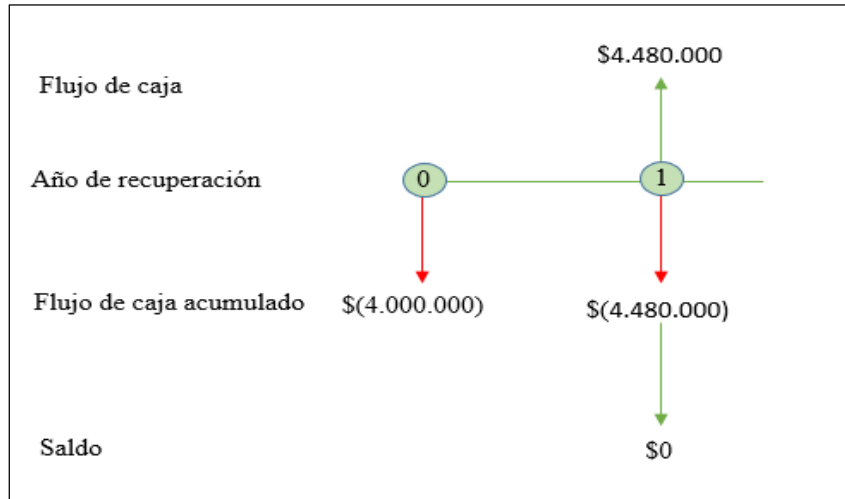 $4.480.000
Flujo de caja
Año de recuperación 0 1
Flujo de caja acumulado $(4.000.000) $(4.480.000)
Saldo $0